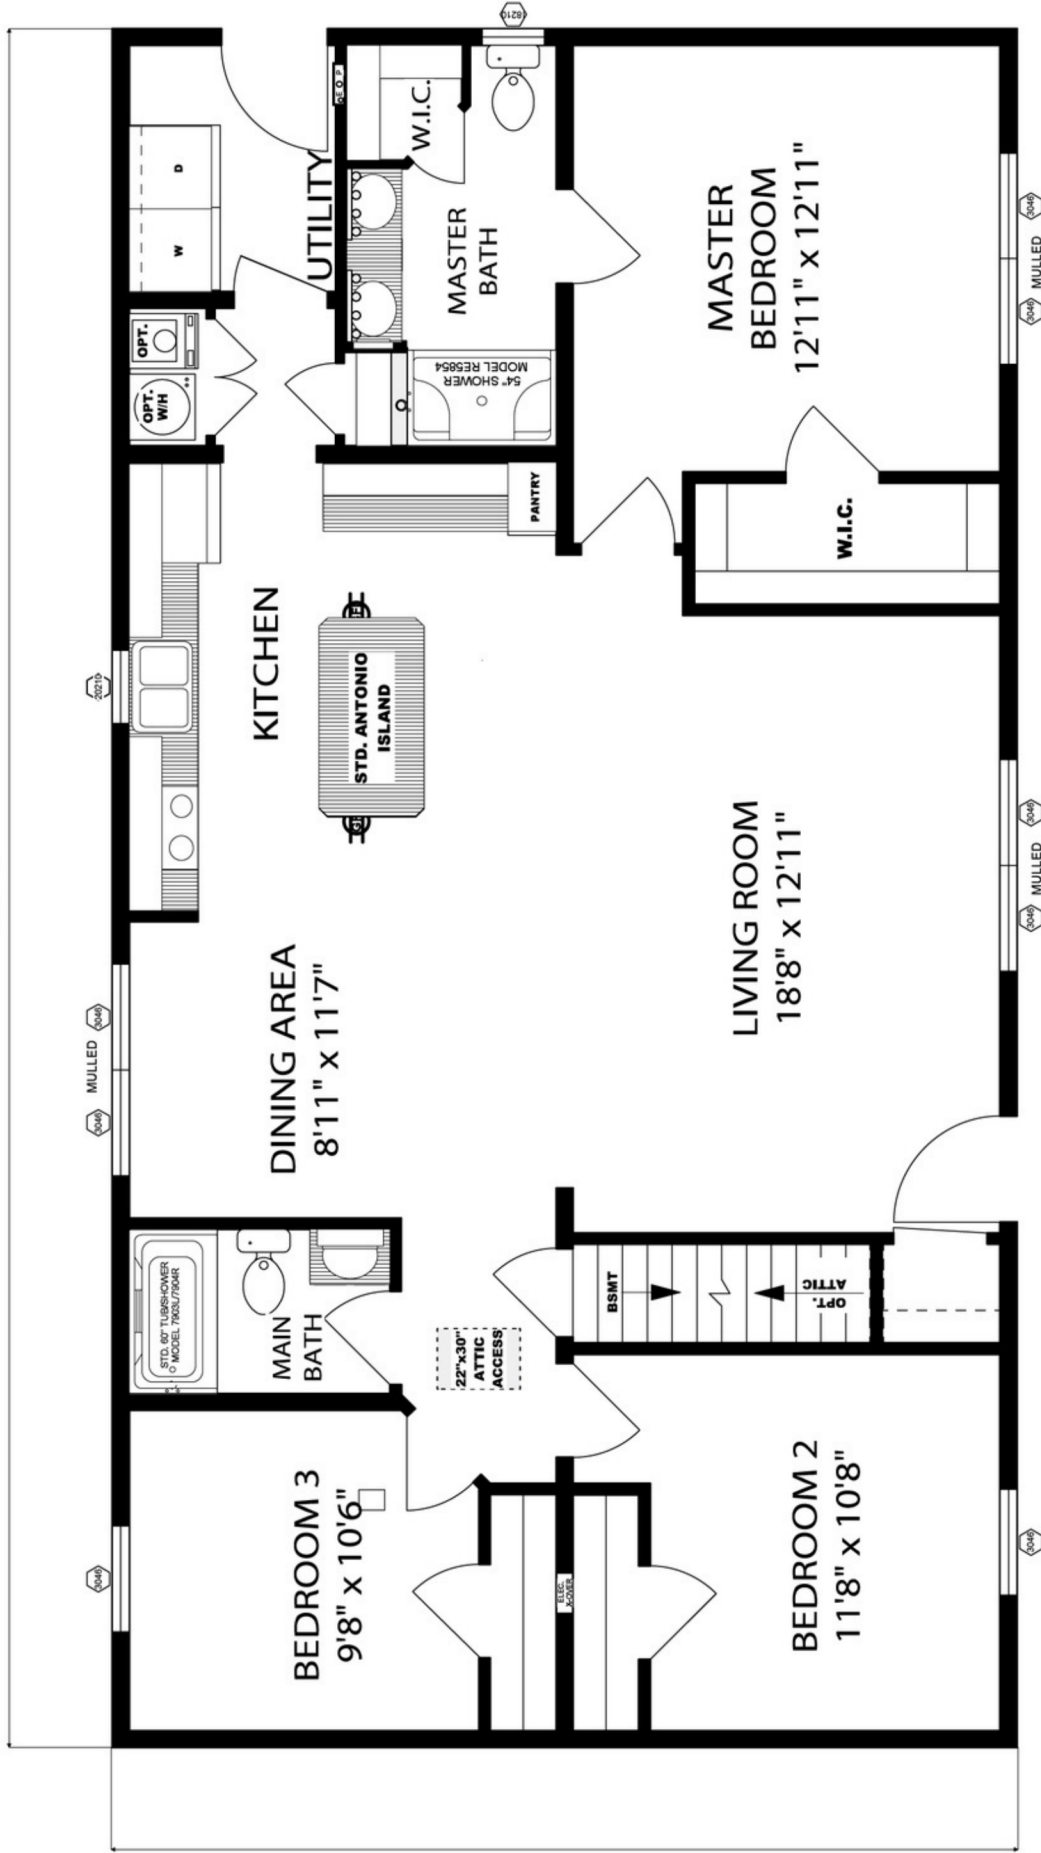 MULLED
3046
3046
3046
20210
STD. 60" TUB/SHOWER
MODEL 7903L/7904R
MAIN
BATH
BEDROOM 3
9'8" x 10'6"
DINING AREA
8'11" x 11'7"
KITCHEN
STD. ANTONIO
ISLAND
PANTRY
OPT.
W/H
OPT.
W
D
UTILITY
W.I.C.
MASTER
BATH
54" SHOWER
MODEL RE5854
22"x30"
ATTIC
ACCESS
ELEC.
X-OVER
BSMT
OPT.
ATTIC
BEDROOM 2
11'8" x 10'8"
LIVING ROOM
18'8" x 12'11"
W.I.C.
MASTER
BEDROOM
12'11" x 12'11"
3046
3046
MULLED
3046
3046
MULLED
3046